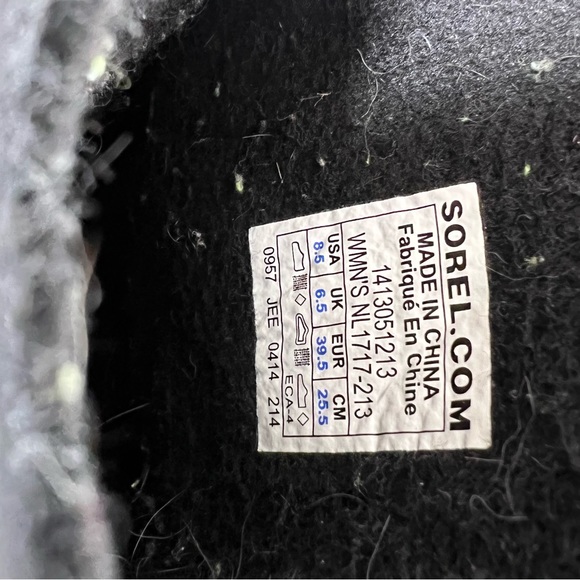 SOREL.COM
MADE IN CHINA
Fabriqué En Chine
1413051213
WMN'S NL1717-213
USA UK EUR CM
8.5 6.5 39.5 25.5
ECA-4
0957 JEE 0414 214